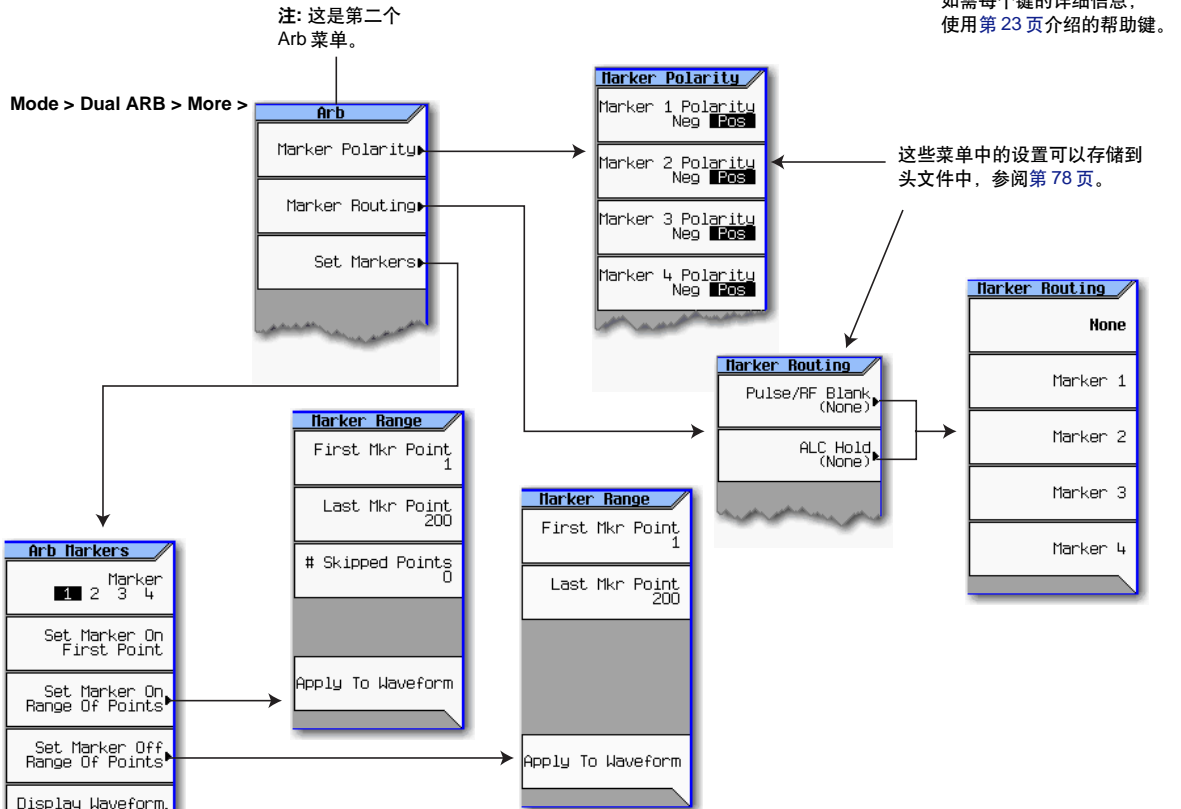 注: 这是第二个
Arb 菜单。
如需每个键的详细信息，
使用第 23 页介绍的帮助键。
Mode > Dual ARB > More >
Arb
Marker Polarity
Marker Routing
Set Markers
Marker Polarity
Marker 1 Polarity
Neg Pos
Marker 2 Polarity
Neg Pos
Marker 3 Polarity
Neg Pos
Marker 4 Polarity
Neg Pos
这些菜单中的设置可以存储到
头文件中，参阅第 78 页。
Marker Routing
Pulse/RF Blank
(None)
ALC Hold
(None)
Marker Routing
None
Marker 1
Marker 2
Marker 3
Marker 4
Arb Markers
Marker
1 2 3 4
Set Marker On
First Point
Set Marker On
Range Of Points
Set Marker Off
Range Of Points
Display Waveform
Marker Range
First Mkr Point
1
Last Mkr Point
200
# Skipped Points
0
Apply To Waveform
Marker Range
First Mkr Point
1
Last Mkr Point
200
Apply To Waveform